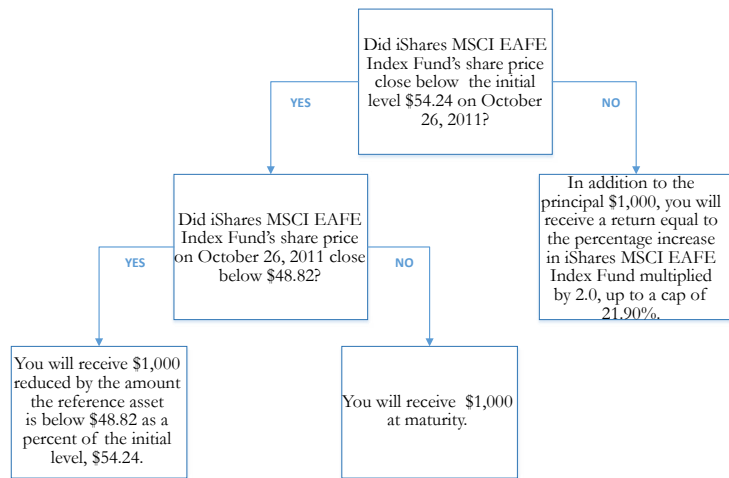 Did iShares MSCI EAFE
Index Fund's share price
close below the initial
level $54.24 on October
26, 2011?
YES
NO
Did iShares MSCI EAFE
Index Fund's share price
on October 26, 2011 close
below $48.82?
In addition to the
principal $1,000, you will
receive a return equal to
the percentage increase
in iShares MSCI EAFE
Index Fund multiplied
by 2.0, up to a cap of
21.90%.
YES
NO
You will receive $1,000
reduced by the amount
the reference asset
is below $48.82 as a
percent of the initial
level, $54.24.
You will receive $1,000
at maturity.